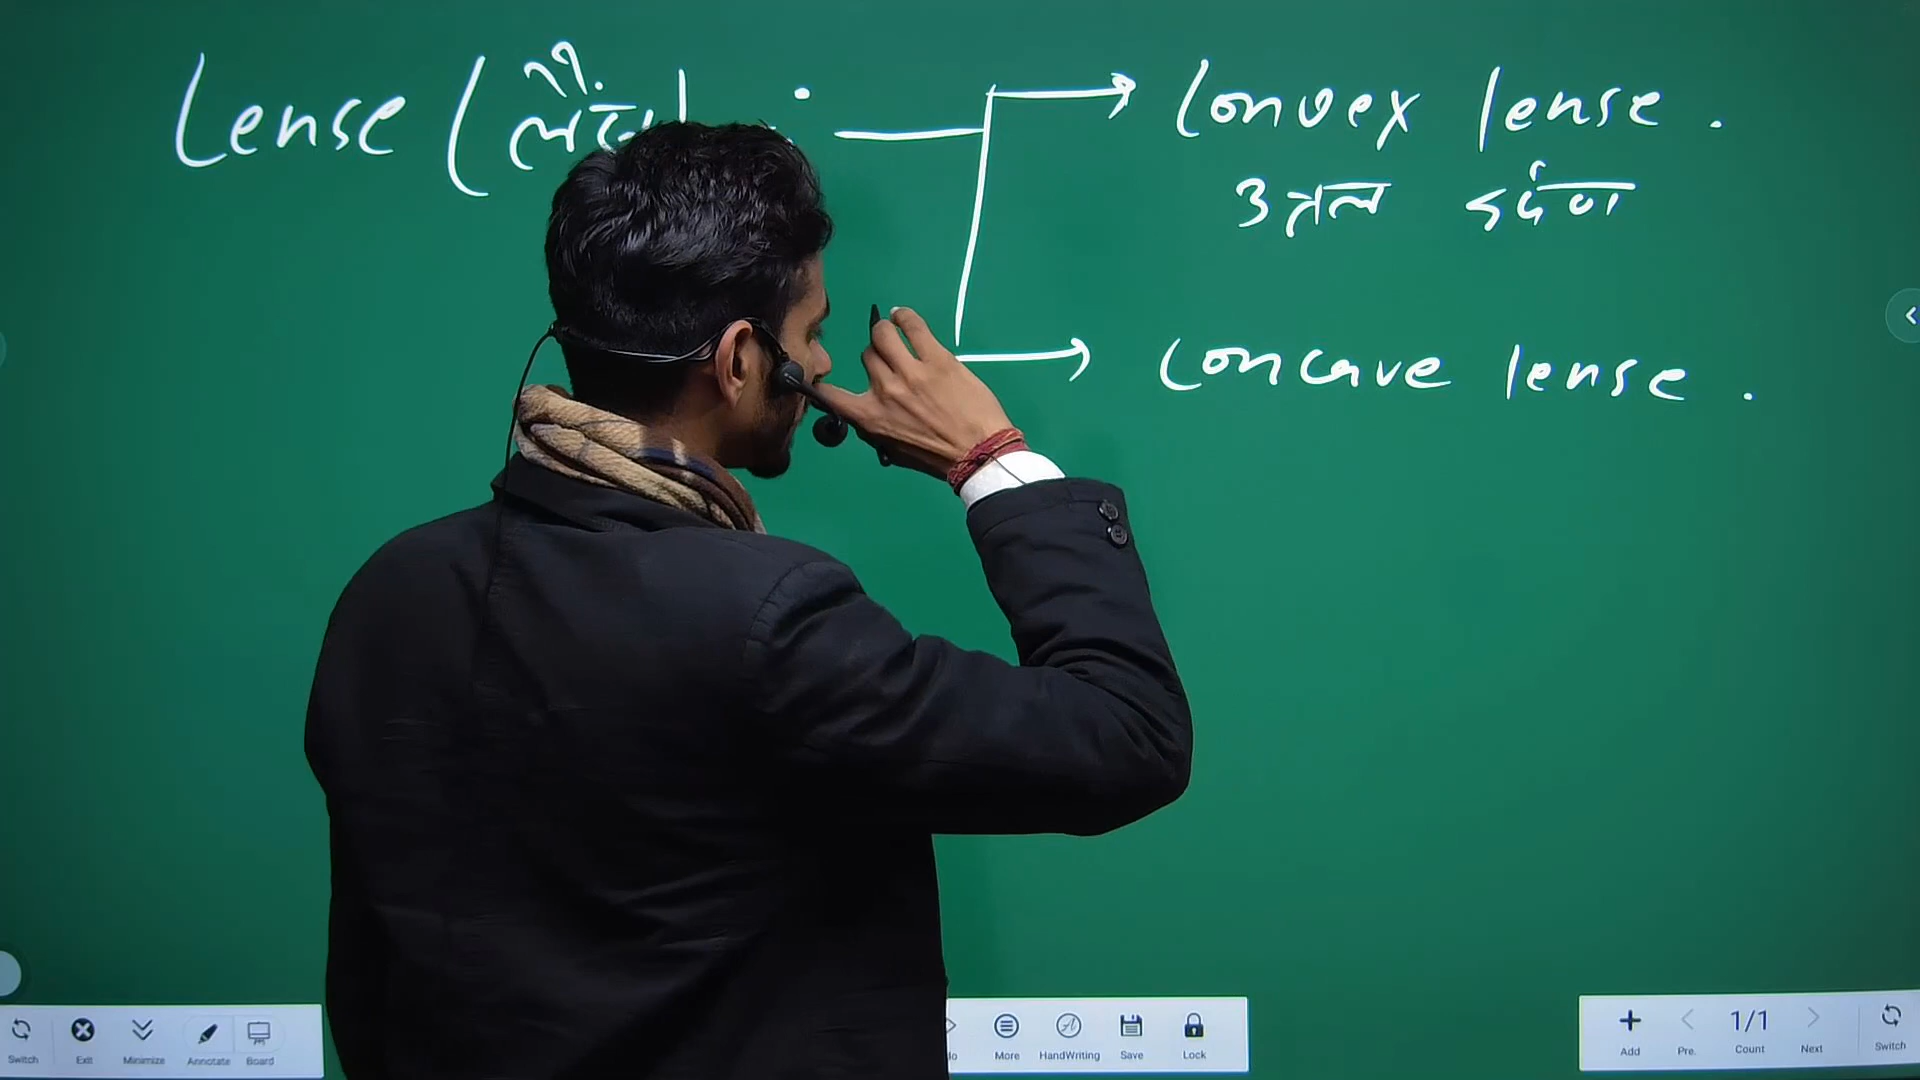 Lense ( :
Convex lense .
उत्तल दर्पण
Concave lense .
Switch Exit Minimize Annotate Board
More HandWriting Save Lock
Add Pre. 1/1 Count Next Switch